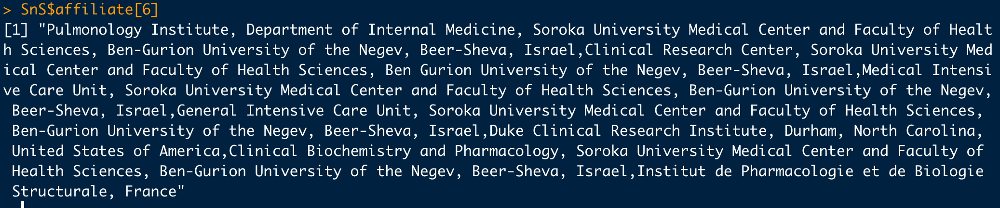 > SnS$affiliate[6]
[1] "Pulmonology Institute, Department of Internal Medicine, Soroka University Medical Center and Faculty of Healt
h Sciences, Ben-Gurion University of the Negev, Beer-Sheva, Israel,Clinical Research Center, Soroka University Med
ical Center and Faculty of Health Sciences, Ben Gurion University of the Negev, Beer-Sheva, Israel,Medical Intensi
ve Care Unit, Soroka University Medical Center and Faculty of Health Sciences, Ben-Gurion University of the Negev,
Beer-Sheva, Israel,General Intensive Care Unit, Soroka University Medical Center and Faculty of Health Sciences,
Ben-Gurion University of the Negev, Beer-Sheva, Israel,Duke Clinical Research Institute, Durham, North Carolina,
United States of America,Clinical Biochemistry and Pharmacology, Soroka University Medical Center and Faculty of
Health Sciences, Ben-Gurion University of the Negev, Beer-Sheva, Israel,Institut de Pharmacologie et de Biologie
Structurale, France"